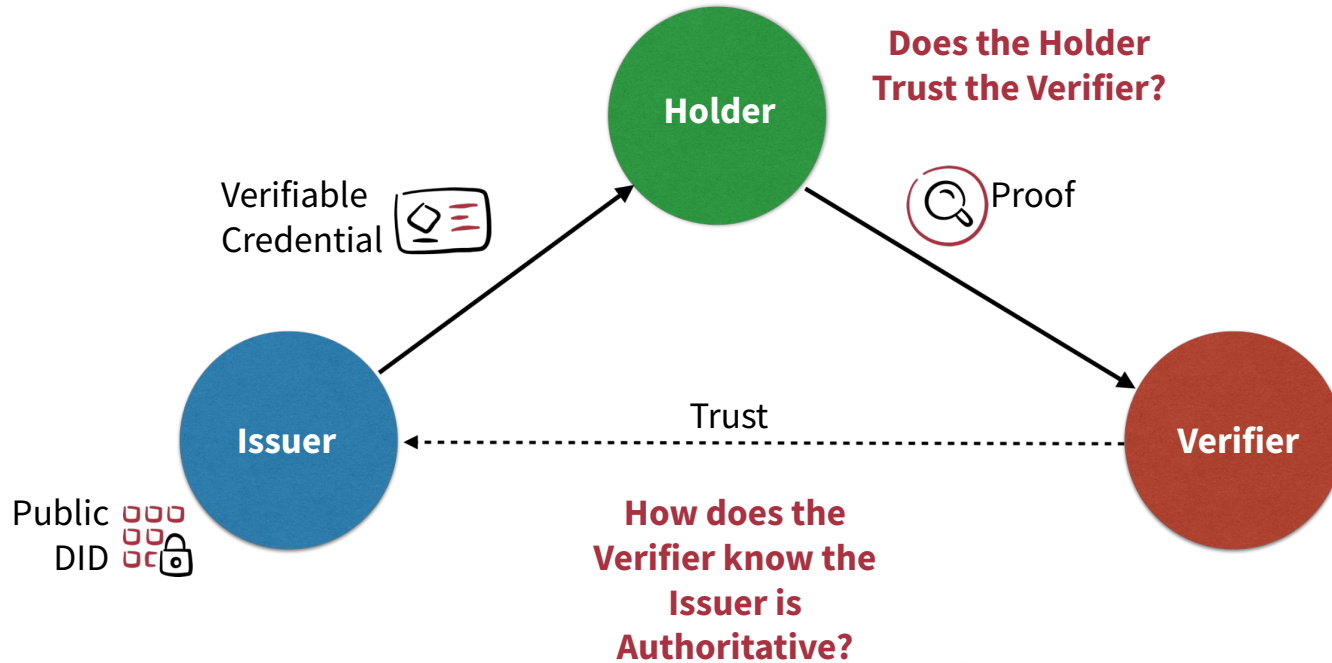 Does the Holder
Trust the Verifier?
Holder
Verifiable
Credential
Proof
Trust
Issuer
Verifier
Public
DID
How does the
Verifier know the
Issuer is
Authoritative?